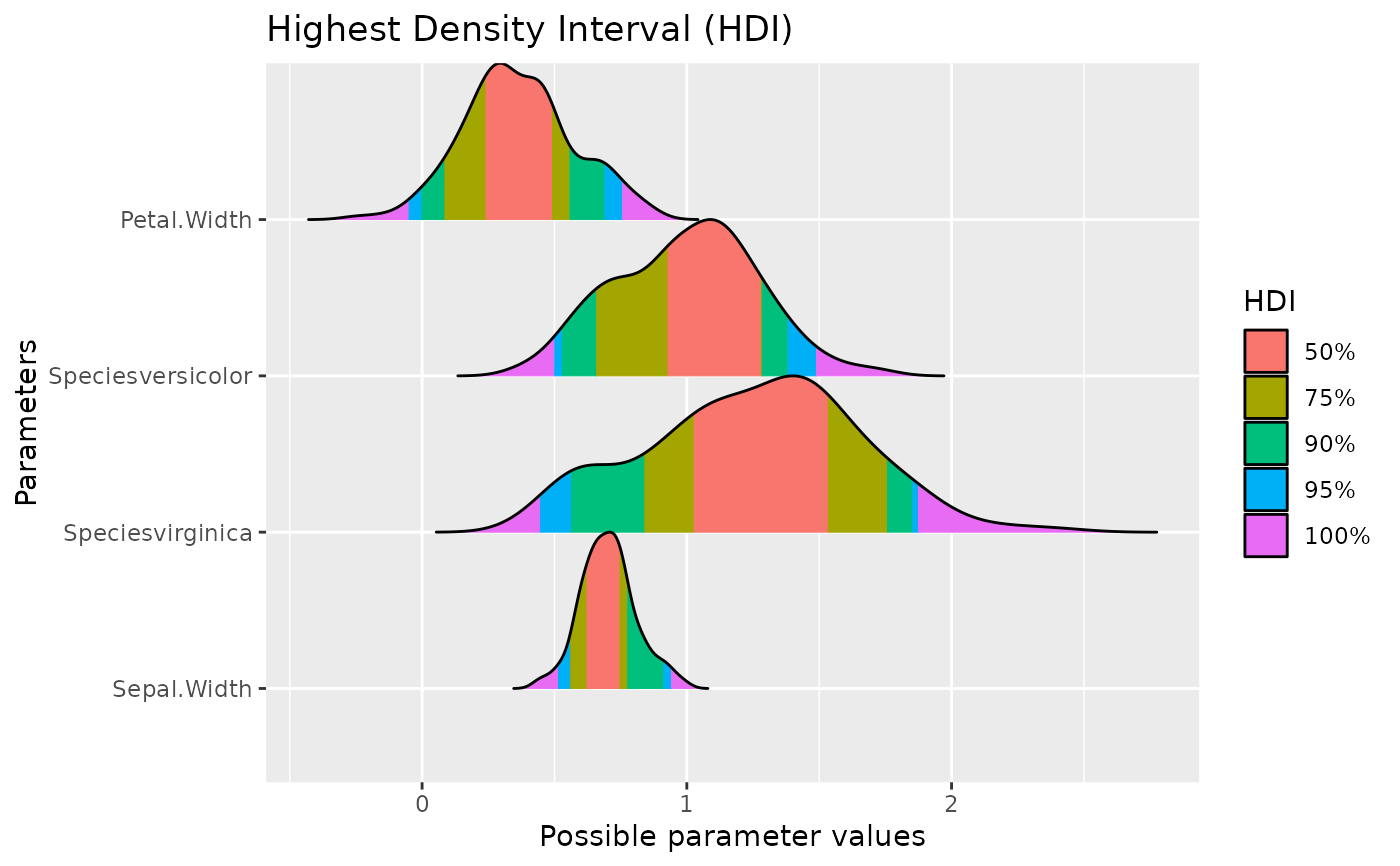 Highest Density Interval (HDI)
Parameters
Petal.Width
Speciesversicolor
Speciesvirginica
Sepal.Width
0 1 2
Possible parameter values
HDI
50%
75%
90%
95%
100%